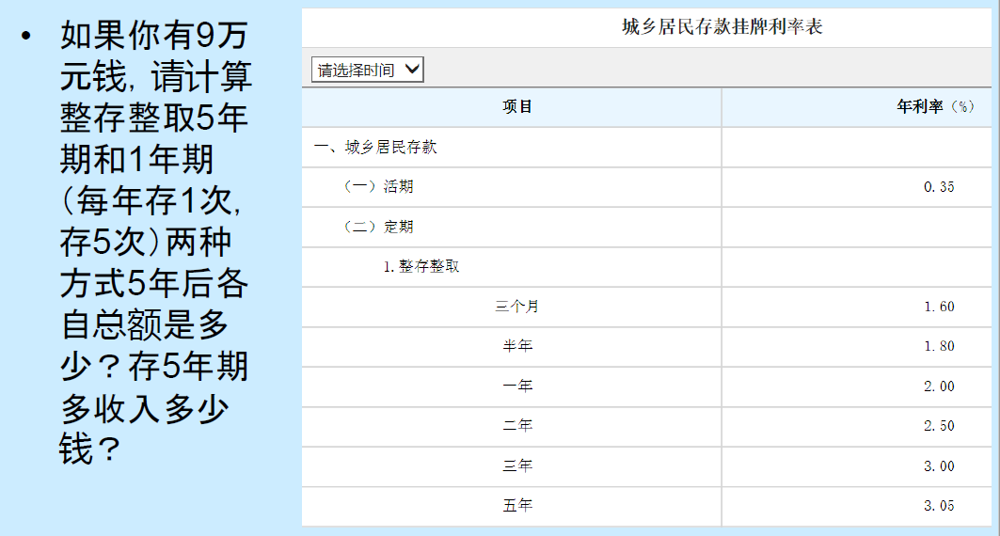 • 如果你有9万
元钱, 请计算
整存整取5年
期和1年期
(每年存1次,
存5次)两种
方式5年后各
自总额是多
少？存5年期
多收入多少
钱？
城乡居民存款挂牌利率表
请选择时间
项目 年利率（%）
一、城乡居民存款
（一）活期 0.35
（二）定期
1.整存整取
三个月 1.60
半年 1.80
一年 2.00
二年 2.50
三年 3.00
五年 3.05